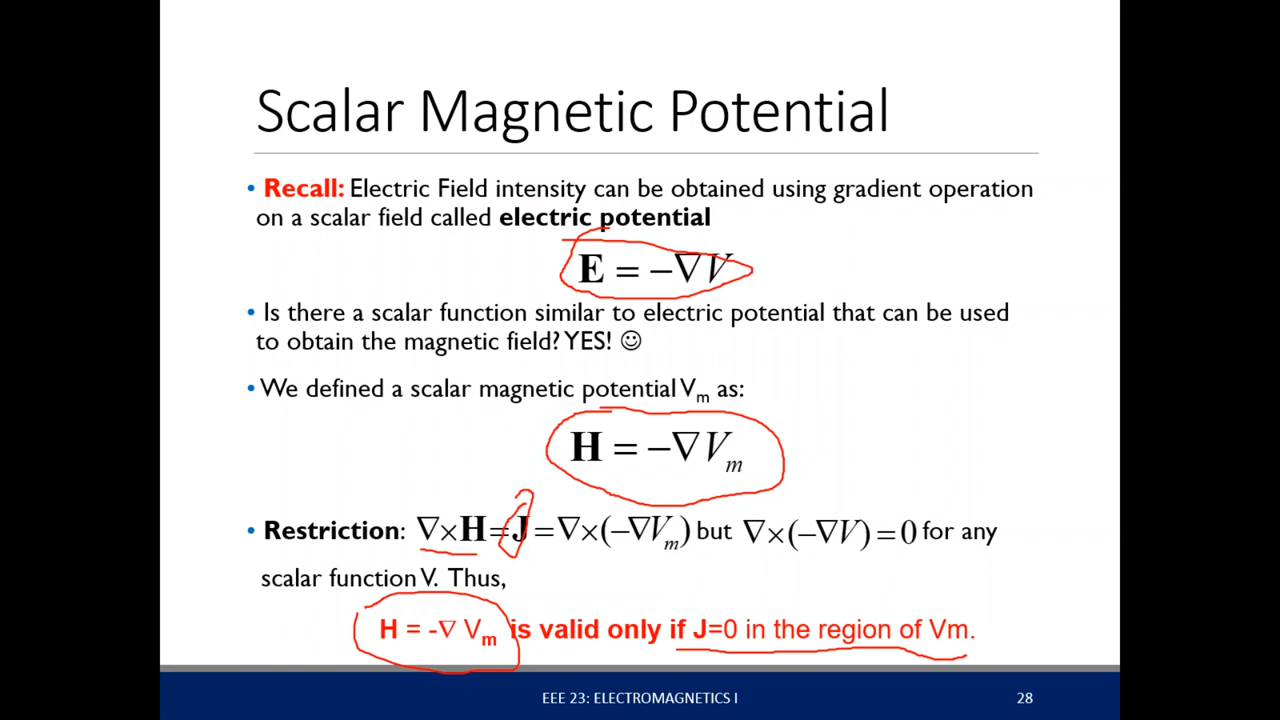 Scalar Magnetic Potential
• Recall: Electric Field intensity can be obtained using gradient operation
on a scalar field called electric potential
E = −∇V
• Is there a scalar function similar to electric potential that can be used
to obtain the magnetic field? YES! ☺
• We defined a scalar magnetic potential Vₘ as:
H = −∇Vₘ
• Restriction: ∇×H = J = ∇×(−∇Vₘ) but ∇×(−∇V) = 0 for any
scalar function V. Thus,
H = -∇ Vₘ is valid only if J=0 in the region of Vm.
EEE 23: ELECTROMAGNETICS I
28